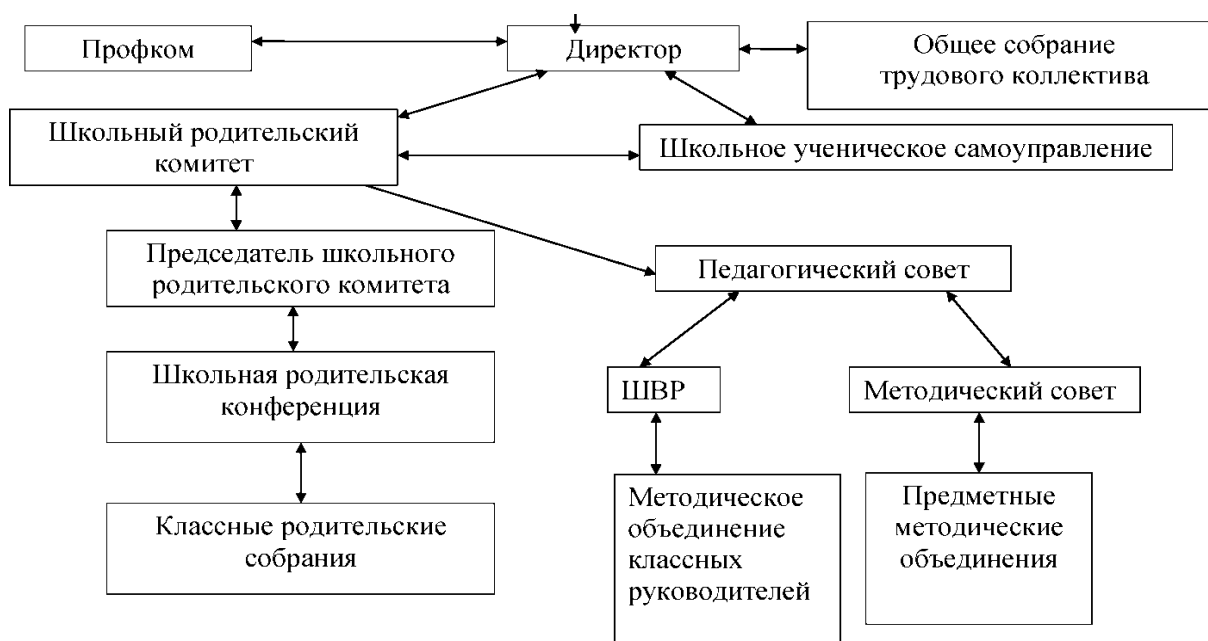 Профком
Директор
Общее собрание
трудового коллектива
Школьный родительский
комитет
Школьное ученическое самоуправление
Председатель школьного
родительского комитета
Педагогический совет
Школьная родительская
конференция
ШВР
Методический совет
Классные родительские
собрания
Методическое
объединение
классных
руководителей
Предметные
методические
объединения